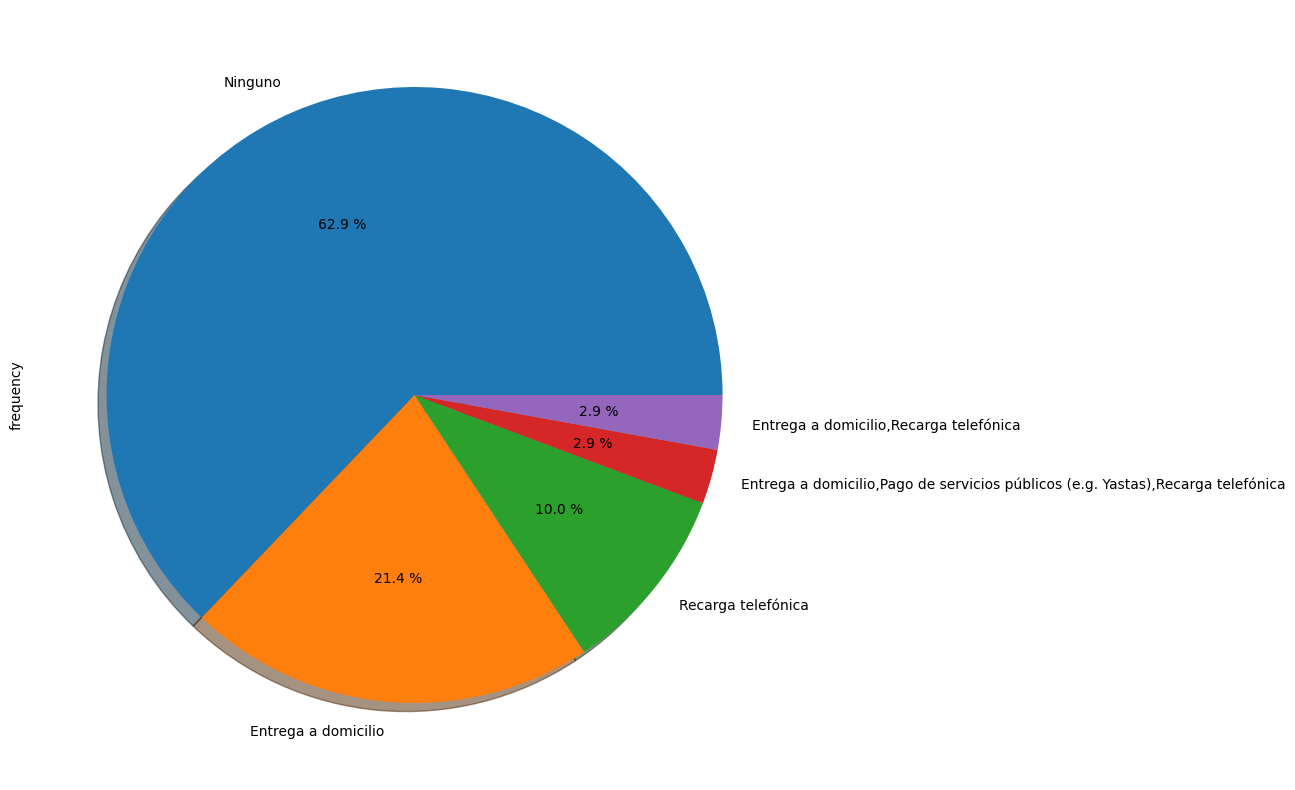 Ninguno
62.9 %
frequency
2.9 %
Entrega a domicilio,Recarga telefónica
2.9 %
Entrega a domicilio,Pago de servicios públicos (e.g. Yastas),Recarga telefónica
10.0 %
21.4 %
Recarga telefónica
Entrega a domicilio